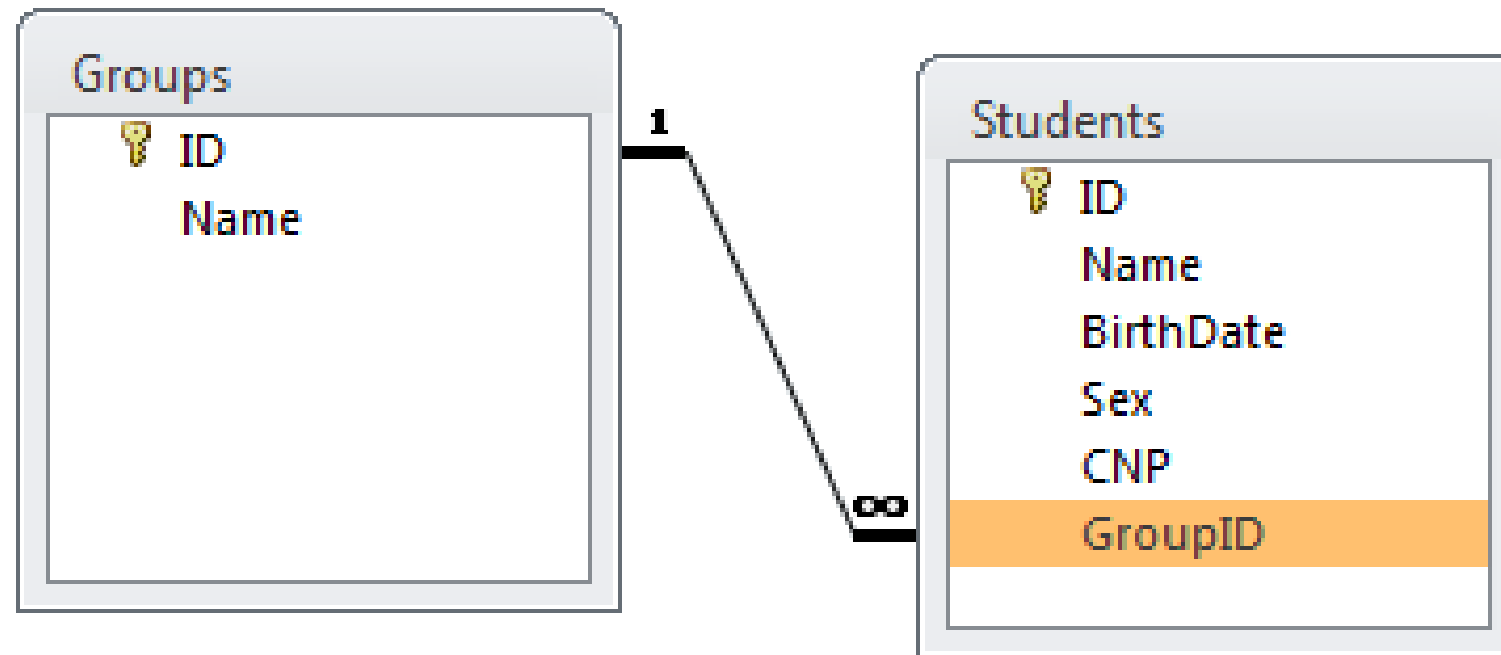 Groups
ID
Name
1
∞
Students
ID
Name
BirthDate
Sex
CNP
GroupID